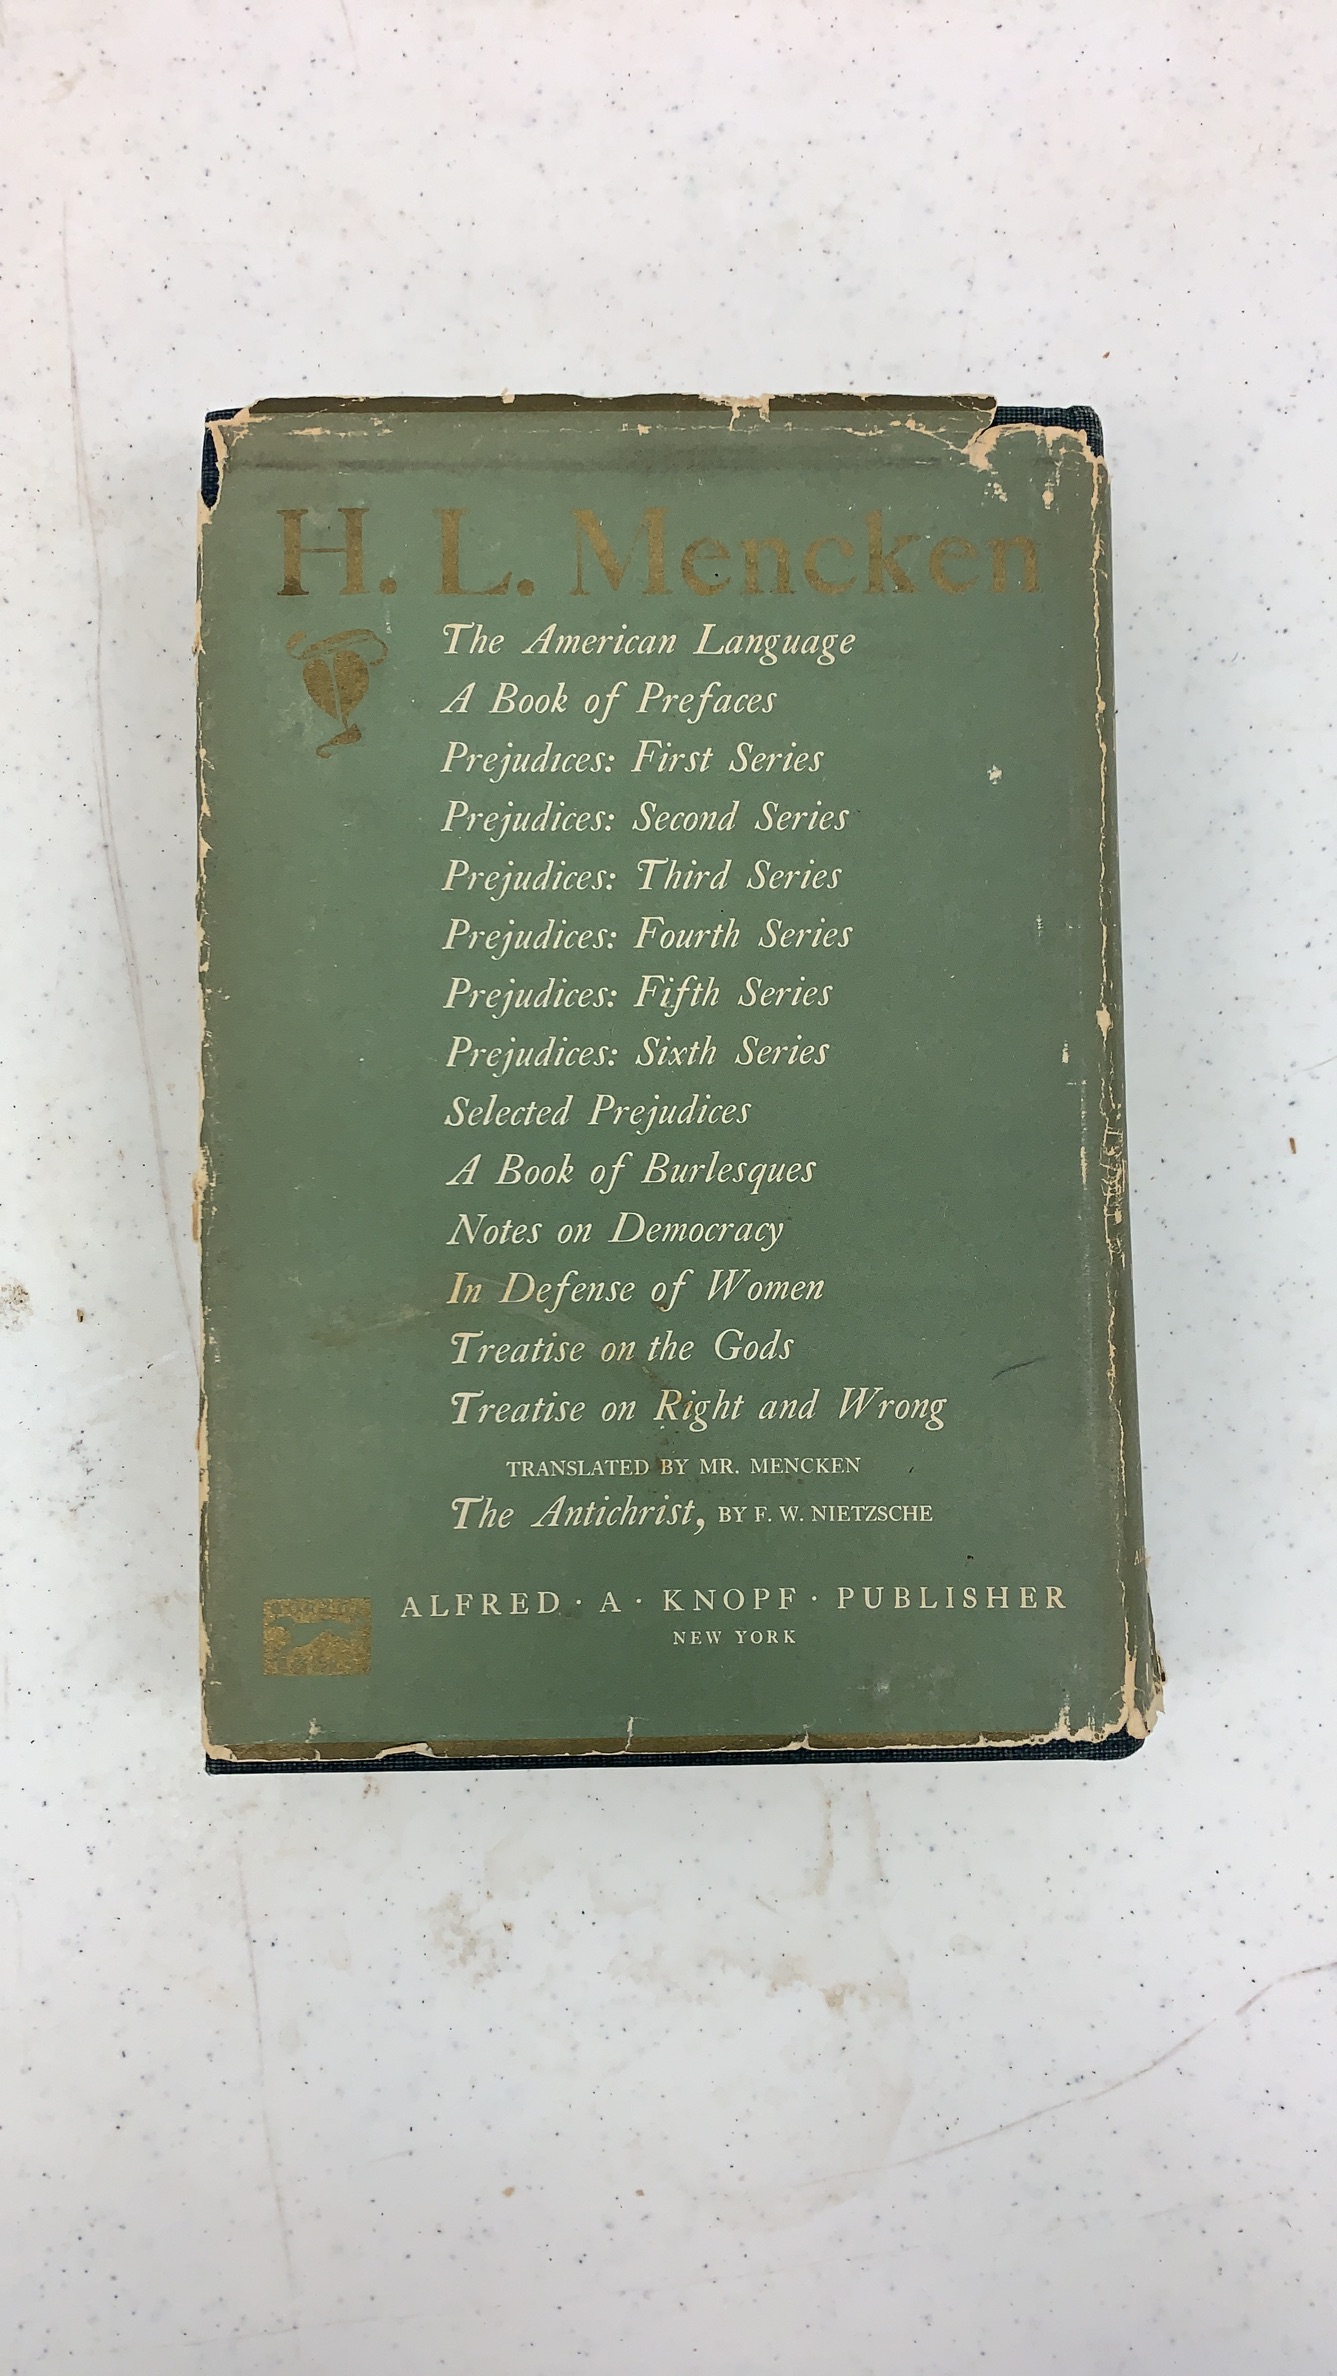 H. L. Mencken
The American Language
A Book of Prefaces
Prejudices: First Series
Prejudices: Second Series
Prejudices: Third Series
Prejudices: Fourth Series
Prejudices: Fifth Series
Prejudices: Sixth Series
Selected Prejudices
A Book of Burlesques
Notes on Democracy
In Defense of Women
Treatise on the Gods
Treatise on Right and Wrong
TRANSLATED BY MR. MENCKEN
The Antichrist, BY F. W. NIETZSCHE
ALFRED · A · KNOPF · PUBLISHER
NEW YORK